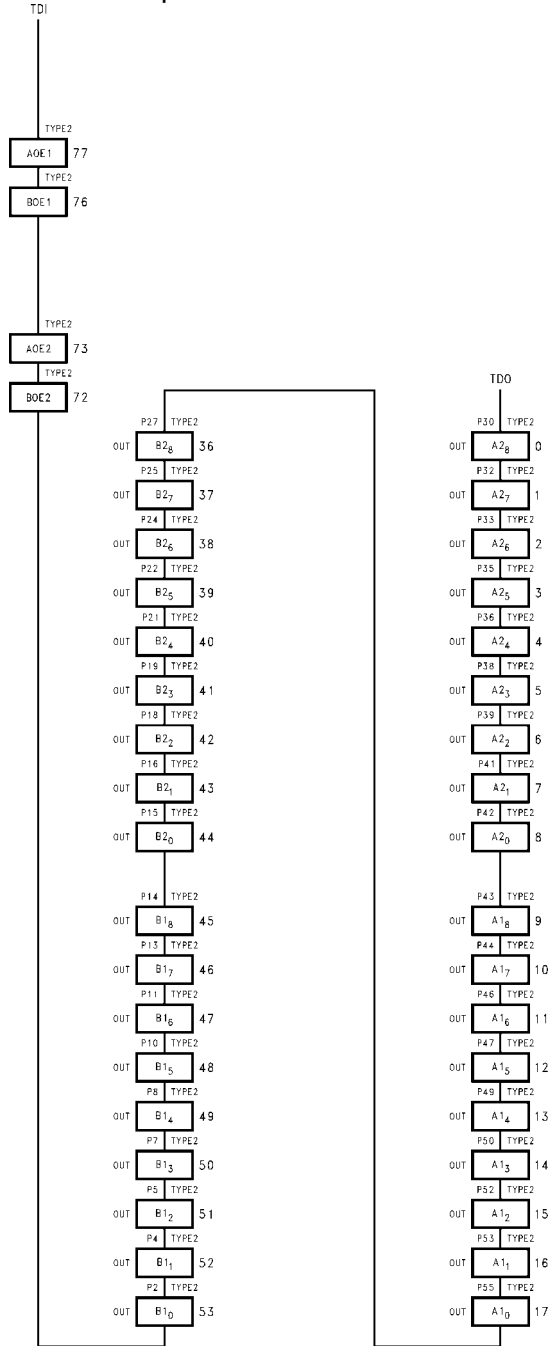 TDI
TYPE2
AOE1 77
TYPE2
BOE1 76
TYPE2
AOE2 73
TYPE2
BOE2 72
P27 TYPE2
OUT B2₈ 36
P25 TYPE2
OUT B2₇ 37
P24 TYPE2
OUT B2₆ 38
P22 TYPE2
OUT B2₅ 39
P21 TYPE2
OUT B2₄ 40
P19 TYPE2
OUT B2₃ 41
P18 TYPE2
OUT B2₂ 42
P16 TYPE2
OUT B2₁ 43
P15 TYPE2
OUT B2₀ 44
P14 TYPE2
OUT B1₈ 45
P13 TYPE2
OUT B1₇ 46
P11 TYPE2
OUT B1₆ 47
P10 TYPE2
OUT B1₅ 48
P8 TYPE2
OUT B1₄ 49
P7 TYPE2
OUT B1₃ 50
P5 TYPE2
OUT B1₂ 51
P4 TYPE2
OUT B1₁ 52
P2 TYPE2
OUT B1₀ 53
TDO
P30 TYPE2
OUT A2₈ 0
P32 TYPE2
OUT A2₇ 1
P33 TYPE2
OUT A2₆ 2
P35 TYPE2
OUT A2₅ 3
P36 TYPE2
OUT A2₄ 4
P38 TYPE2
OUT A2₃ 5
P39 TYPE2
OUT A2₂ 6
P41 TYPE2
OUT A2₁ 7
P42 TYPE2
OUT A2₀ 8
P43 TYPE2
OUT A1₈ 9
P44 TYPE2
OUT A1₇ 10
P46 TYPE2
OUT A1₆ 11
P47 TYPE2
OUT A1₅ 12
P49 TYPE2
OUT A1₄ 13
P50 TYPE2
OUT A1₃ 14
P52 TYPE2
OUT A1₂ 15
P53 TYPE2
OUT A1₁ 16
P55 TYPE2
OUT A1₀ 17